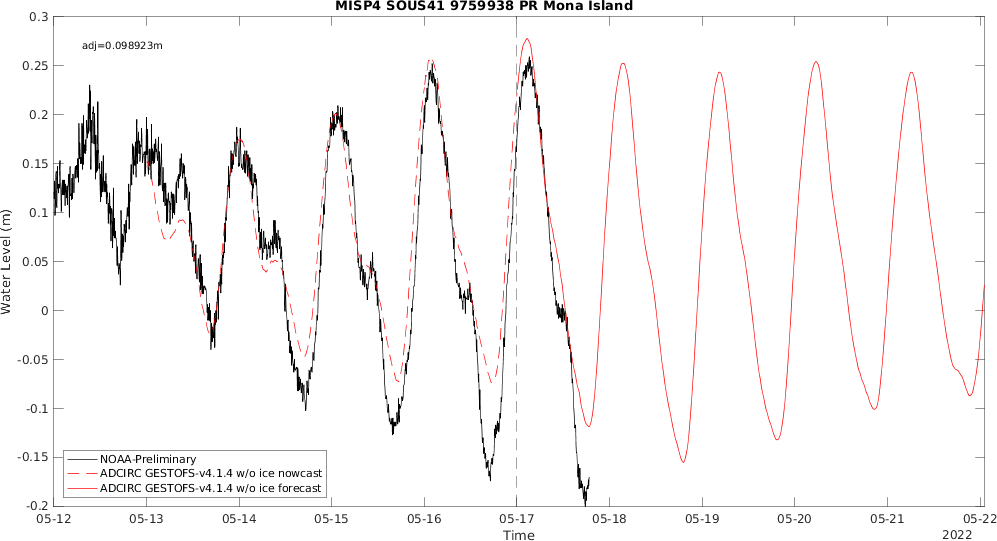 MISP4 SOUS41 9759938 PR Mona Island
adj=0.098923m
Water Level (m)
0.3
0.25
0.2
0.15
0.1
0.05
0
-0.05
-0.1
-0.15
-0.2
NOAA-Preliminary
ADCIRC GESTOFS-v4.1.4 w/o ice nowcast
ADCIRC GESTOFS-v4.1.4 w/o ice forecast
05-12 05-13 05-14 05-15 05-16 05-17 05-18 05-19 05-20 05-21 05-22
Time
2022